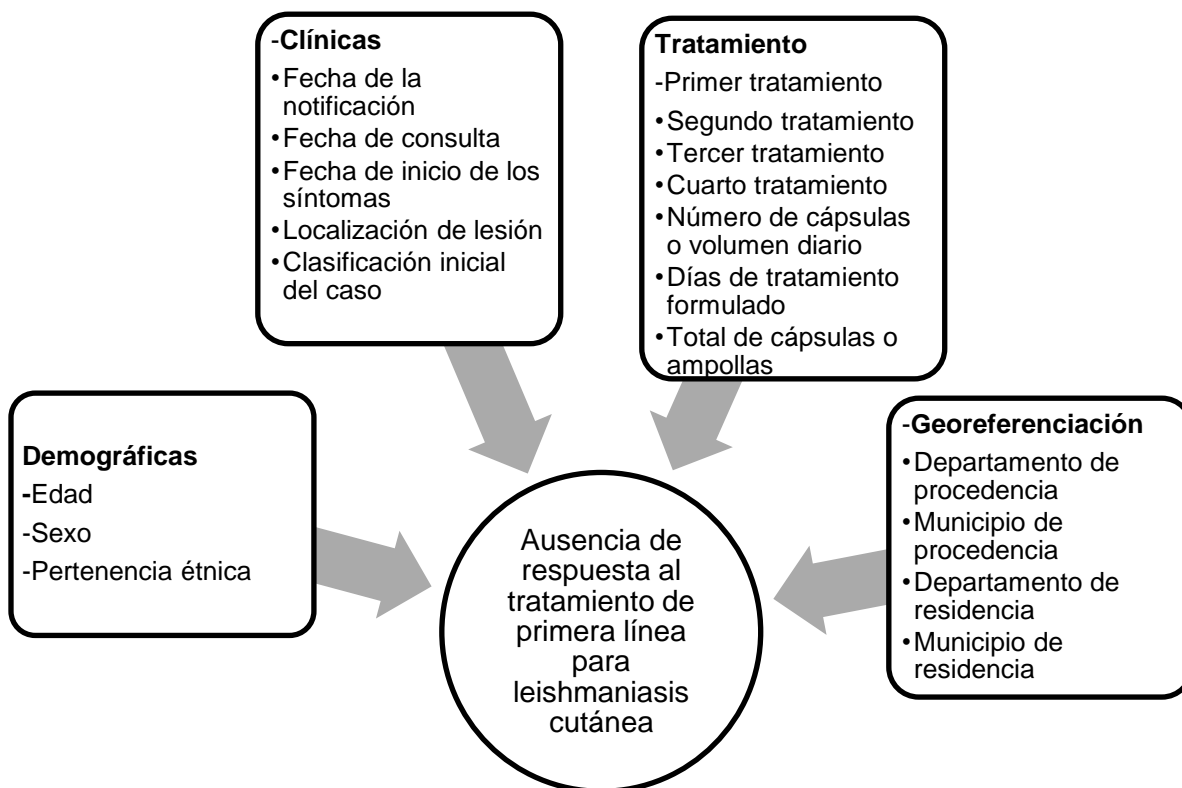 -Clínicas
•Fecha de la
notificación
•Fecha de consulta
•Fecha de inicio de los
síntomas
•Localización de lesión
•Clasificación inicial
del caso
Tratamiento
-Primer tratamiento
•Segundo tratamiento
•Tercer tratamiento
•Cuarto tratamiento
•Número de cápsulas
o volumen diario
•Días de tratamiento
formulado
•Total de cápsulas o
ampollas
Demográficas
-Edad
-Sexo
-Pertenencia étnica
-Georeferenciación
•Departamento de
procedencia
•Municipio de
procedencia
•Departamento de
residencia
•Municipio de
residencia
Ausencia de
respuesta al
tratamiento de
primera línea
para
leishmaniasis
cutánea